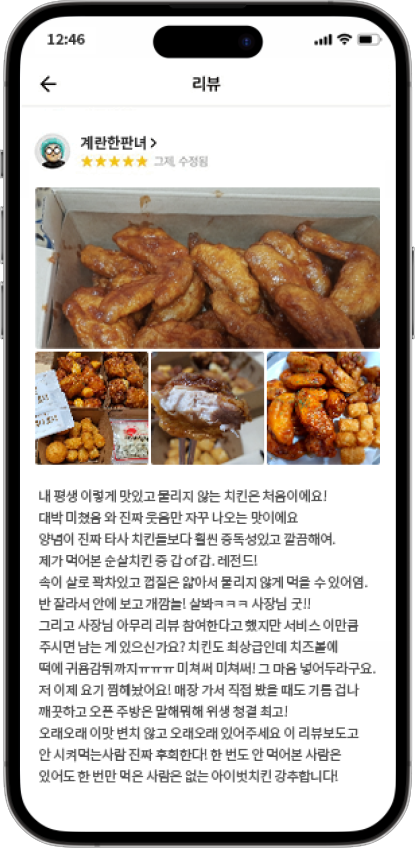 12:46
리뷰
계란한판녀 >
★★★★★ 그제, 수정됨
내 평생 이렇게 맛있고 물리지 않는 치킨은 처음이에요!
대박 미쳤음 와 진짜 웃음만 자꾸 나오는 맛이에요
양념이 진짜 타사 치킨들보다 훨씬 중독성있고 깔끔해여.
제가 먹어본 순살치킨 중 갑 of 갑. 레전드!
속이 살로 꽉차있고 껍질은 얇아서 물리지 않게 먹을 수 있어염.
반 잘라서 안에 보고 개깜놀! 살봐ㅋㅋㅋ 사장님 굿!!
그리고 사장님 아무리 리뷰 참여한다고 했지만 서비스 이만큼
주시면 남는 게 있으신가요? 치킨도 최상급인데 치즈볼에
떡에 귀욤감튀까지ㅠㅠㅠ 미쳐써 미쳐써! 그 마음 넣어두라구요.
저 이제 요기 찜해놨어요! 매장 가서 직접 봤을 때도 기름 겁나
깨끗하고 오픈 주방은 말해뭐해 위생 청결 최고!
오래오래 이맛 변치 않고 오래오래 있어주세요 이 리뷰보도고
안 시켜먹는사람 진짜 후회한다! 한 번도 안 먹어본 사람은
있어도 한 번만 먹은 사람은 없는 아이벗치킨 강추합니다!